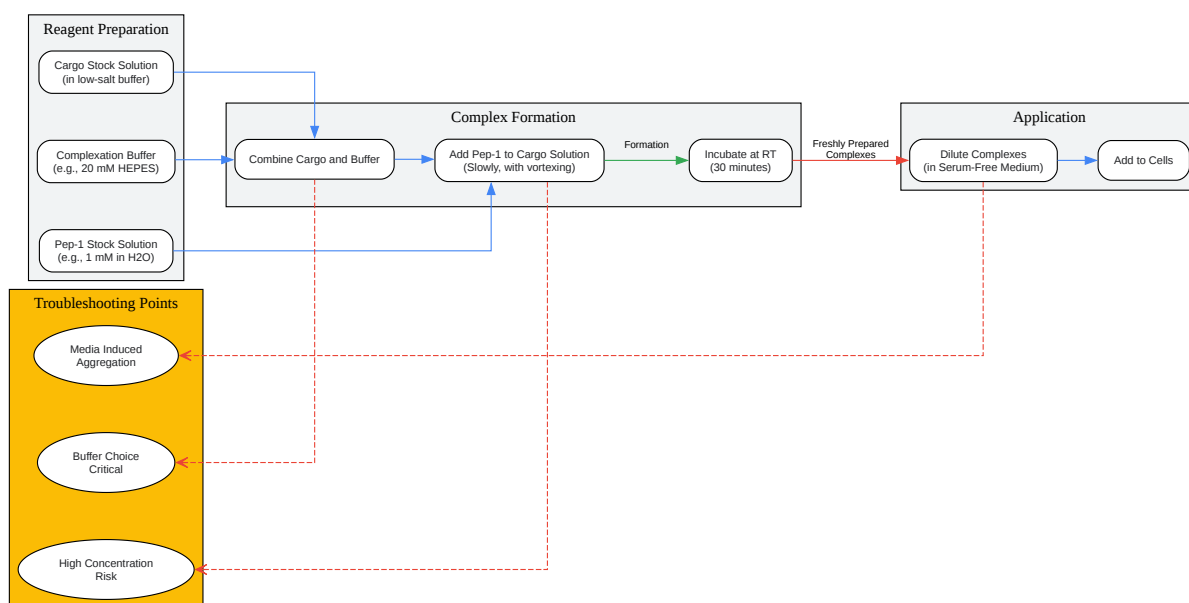 Reagent Preparation
Cargo Stock Solution
(in low-salt buffer)
Complexation Buffer
(e.g., 20 mM HEPES)
Pep-1 Stock Solution
(e.g., 1 mM in H2O)
Complex Formation
Combine Cargo and Buffer
Add Pep-1 to Cargo Solution
(Slowly, with vortexing)
Formation
Incubate at RT
(30 minutes)
Freshly Prepared
Complexes
Application
Dilute Complexes
(in Serum-Free Medium)
Add to Cells
Troubleshooting Points
Media Induced
Aggregation
Buffer Choice
Critical
High Concentration
Risk